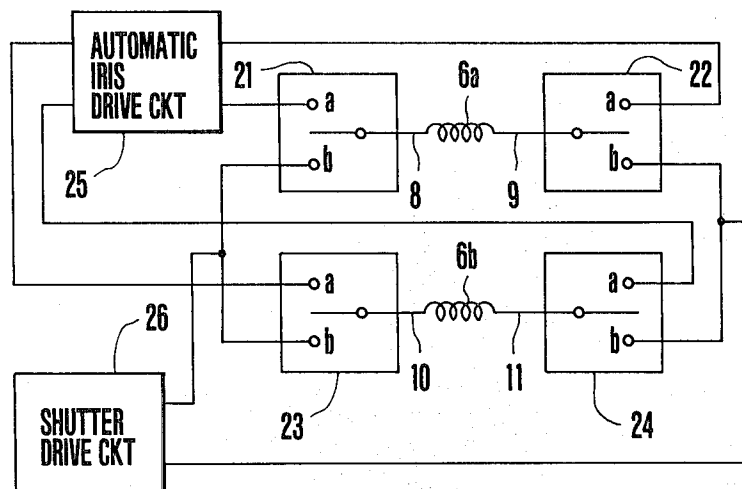 AUTOMATIC
IRIS
DRIVE CKT
25
21
a
b
8
6a
9
22
a
b
26
SHUTTER
DRIVE CKT
a
b
23
10
6b
11
a
b
24